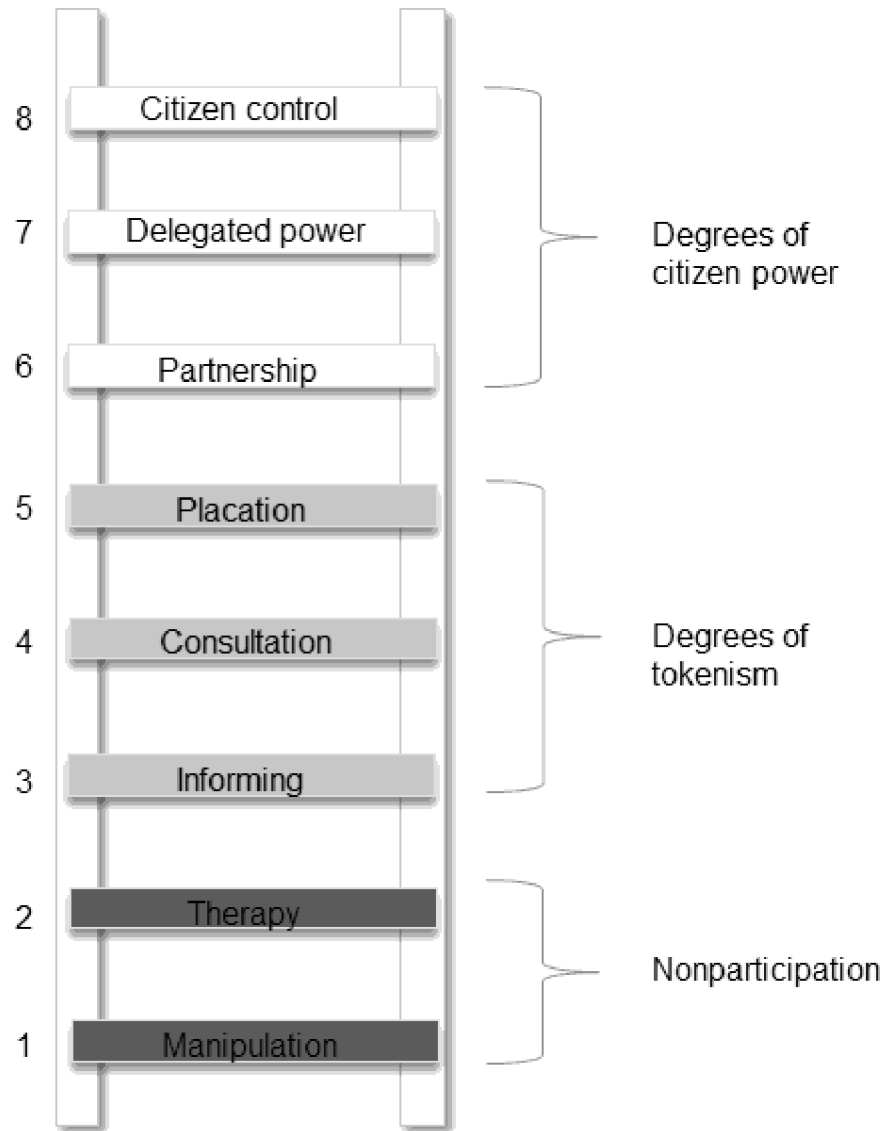 8 Citizen control
7 Delegated power
Degrees of
citizen power
6 Partnership
5 Placation
4 Consultation
Degrees of
tokenism
3 Informing
2 Therapy
Nonparticipation
1 Manipulation